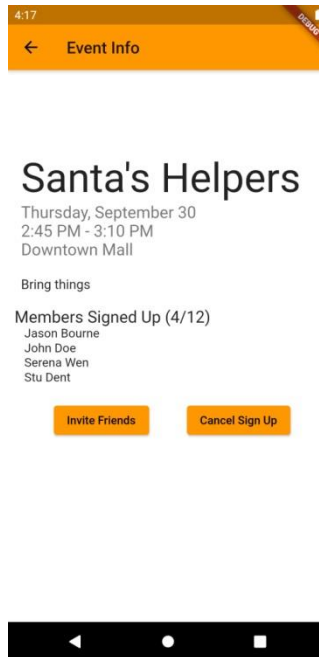 4:17
DEBUG
Event Info
Santa's Helpers
Thursday, September 30
2:45 PM - 3:10 PM
Downtown Mall
Bring things
Members Signed Up (4/12)
Jason Bourne
John Doe
Serena Wen
Stu Dent
Invite Friends
Cancel Sign Up